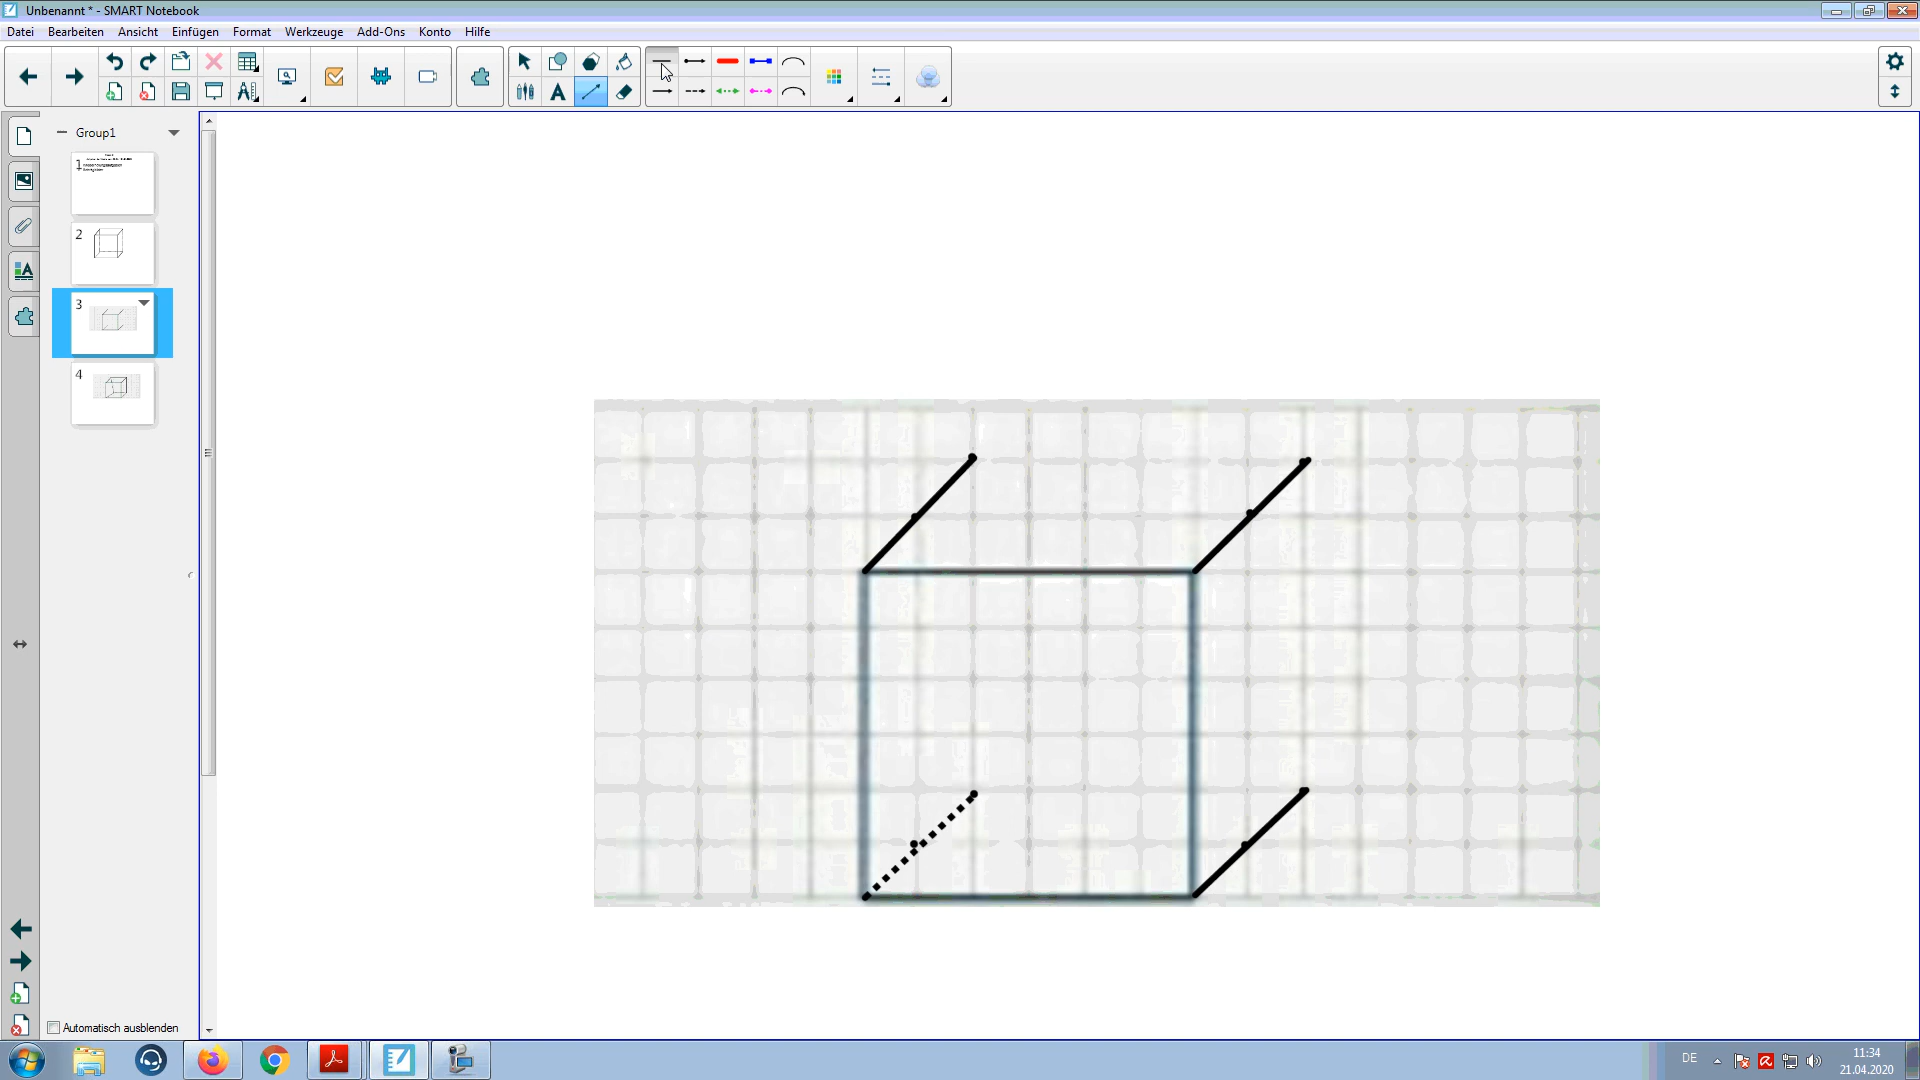 Unbenannt * - SMART Notebook
Datei Bearbeiten Ansicht Einfügen Format Werkzeuge Add-Ons Konto Hilfe
Group1
1
2
3
4
Automatisch ausblenden
DE
11:34
21.04.2020